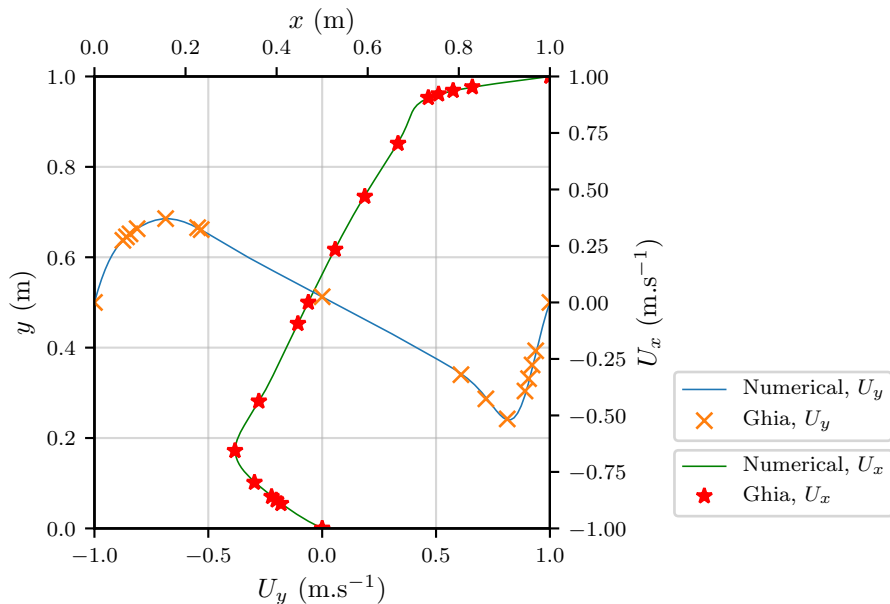 x (m)
0.0 0.2 0.4 0.6 0.8 1.0
1.0
0.8
0.6
0.4
0.2
0.0
y (m)
1.00
0.75
0.50
0.25
0.00
−0.25
−0.50
−0.75
−1.00
U_x (m.s⁻¹)
−1.0 −0.5 0.0 0.5 1.0
U_y (m.s⁻¹)
Numerical, U_y
Ghia, U_y
Numerical, U_x
Ghia, U_x